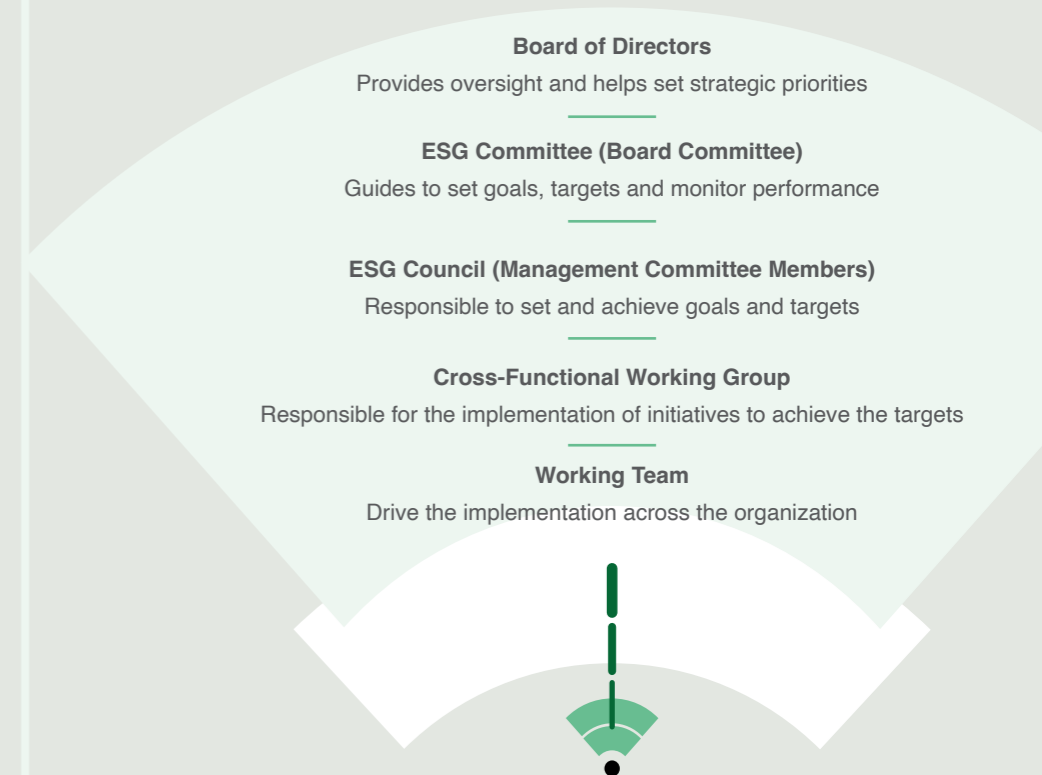 Board of Directors
Provides oversight and helps set strategic priorities
ESG Committee (Board Committee)
Guides to set goals, targets and monitor performance
ESG Council (Management Committee Members)
Responsible to set and achieve goals and targets
Cross-Functional Working Group
Responsible for the implementation of initiatives to achieve the targets
Working Team
Drive the implementation across the organization